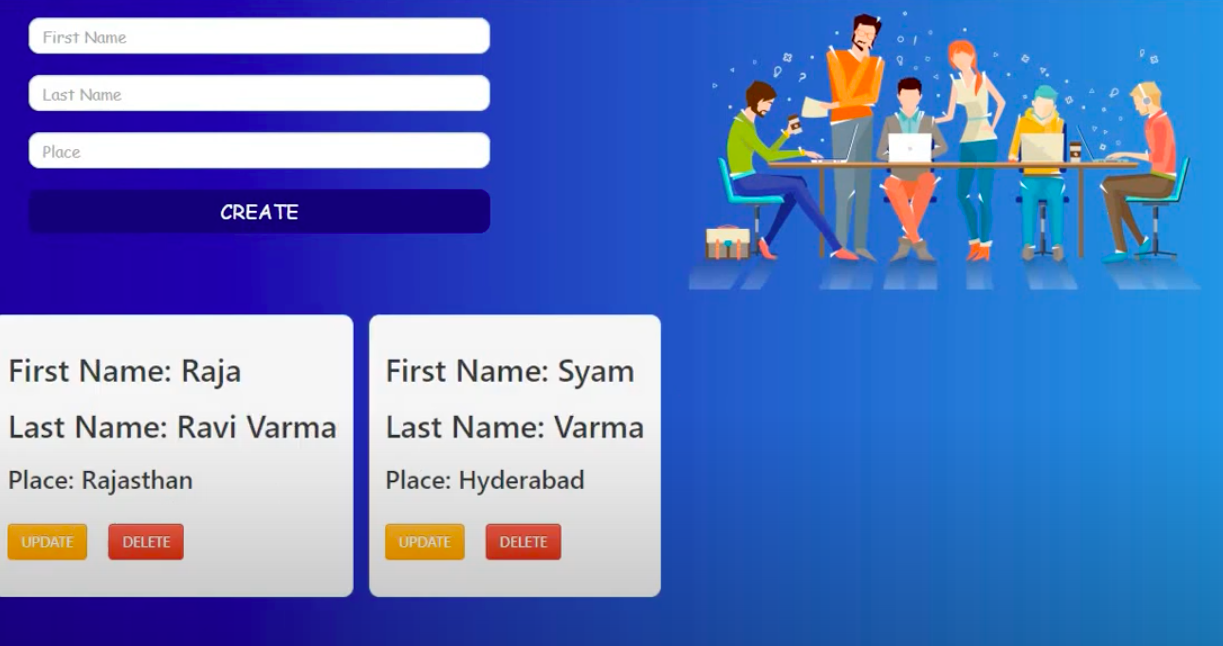 First Name
Last Name
Place
CREATE
First Name: Raja
Last Name: Ravi Varma
Place: Rajasthan
UPDATE DELETE
First Name: Syam
Last Name: Varma
Place: Hyderabad
UPDATE DELETE